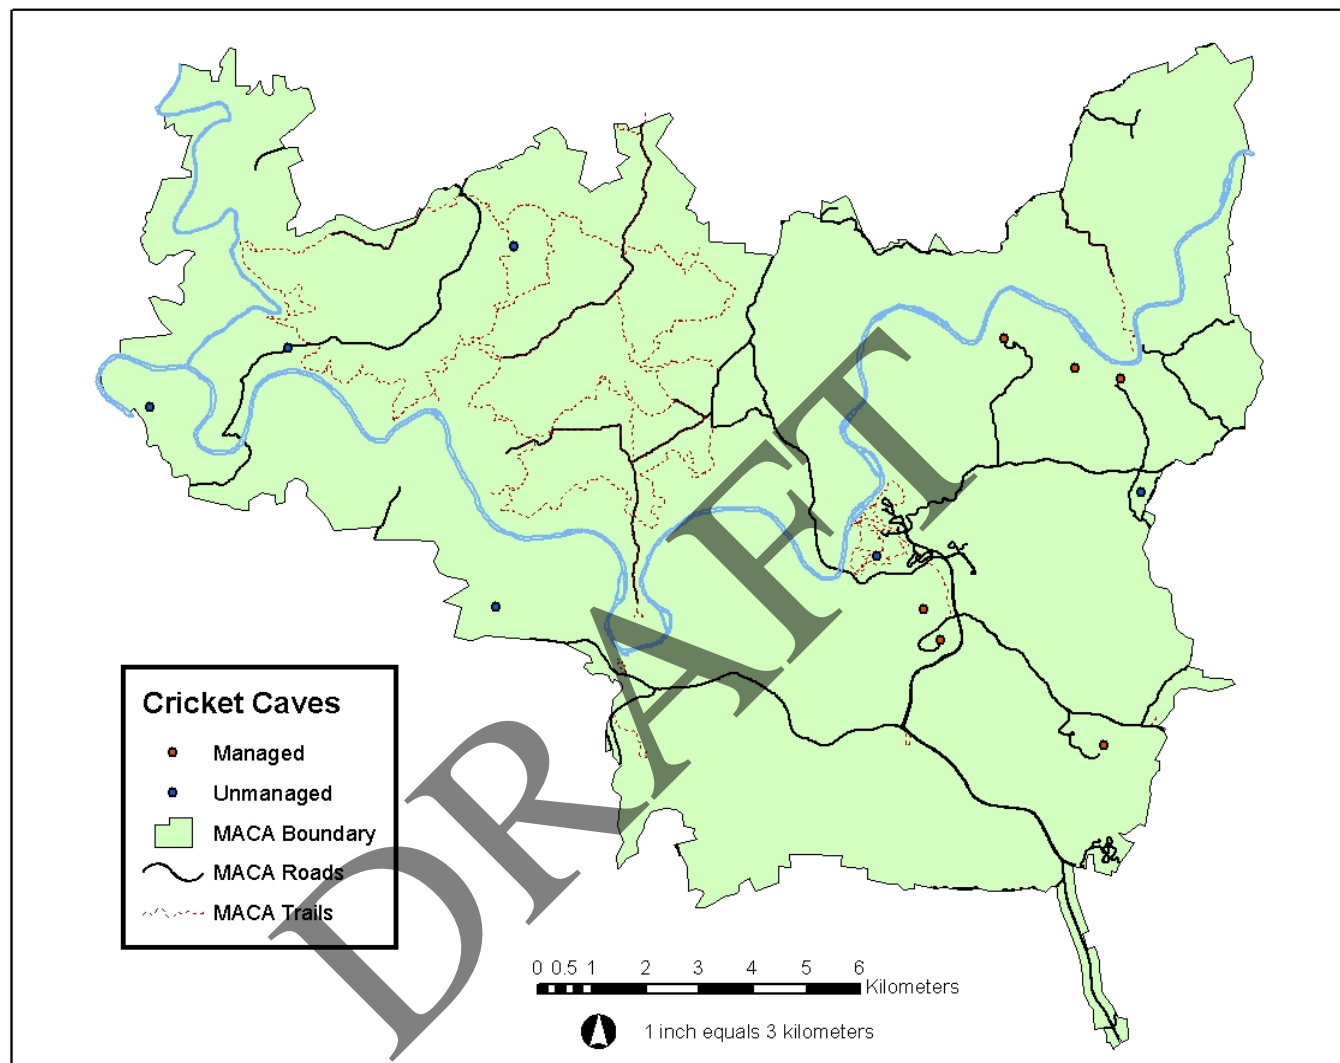 Cricket Caves
Managed
Unmanaged
MACA Boundary
MACA Roads
MACA Trails
DRAFT
0 0.5 1 2 3 4 5 6
Kilometers
1 inch equals 3 kilometers